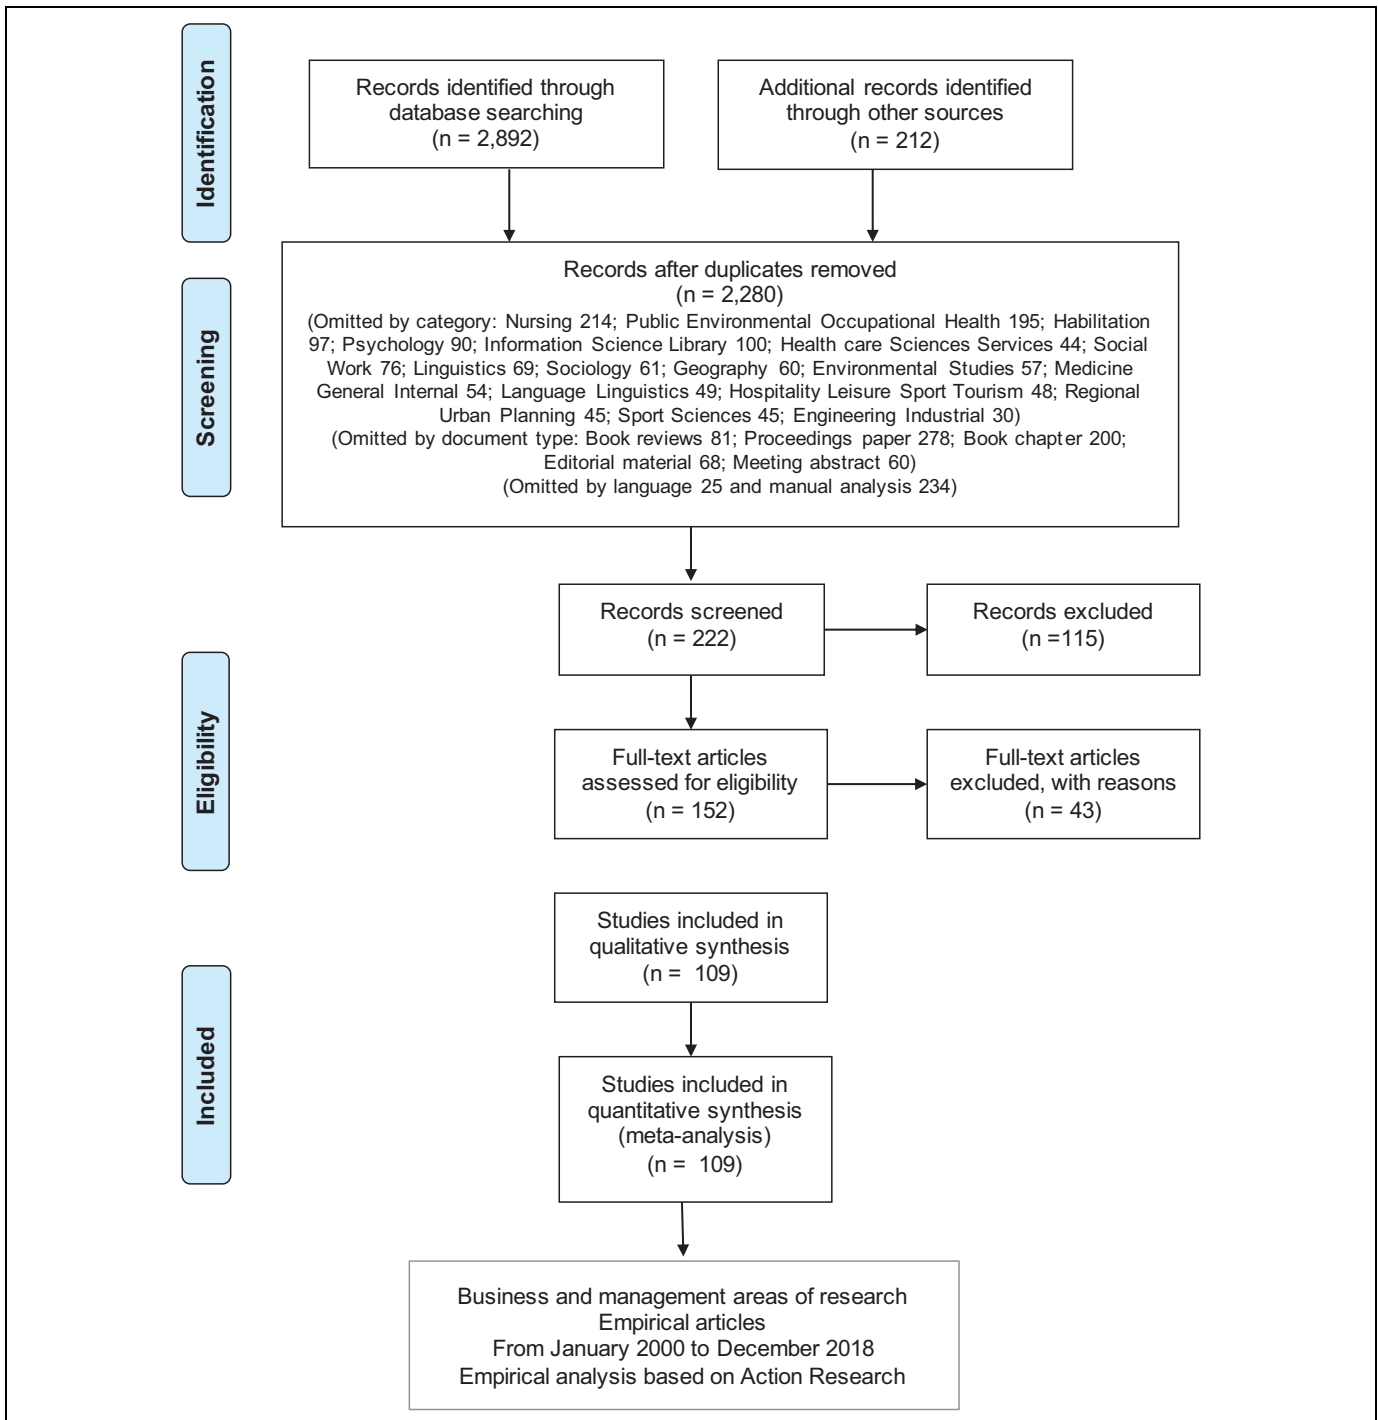 Identification
Records identified through
database searching
(n = 2,892)
Additional records identified
through other sources
(n = 212)
Screening
Records after duplicates removed
(n = 2,280)
(Omitted by category: Nursing 214; Public Environmental Occupational Health 195; Habilitation
97; Psychology 90; Information Science Library 100; Health care Sciences Services 44; Social
Work 76; Linguistics 69; Sociology 61; Geography 60; Environmental Studies 57; Medicine
General Internal 54; Language Linguistics 49; Hospitality Leisure Sport Tourism 48; Regional
Urban Planning 45; Sport Sciences 45; Engineering Industrial 30)
(Omitted by document type: Book reviews 81; Proceedings paper 278; Book chapter 200;
Editorial material 68; Meeting abstract 60)
(Omitted by language 25 and manual analysis 234)
Records screened
(n = 222)
Records excluded
(n =115)
Eligibility
Full-text articles
assessed for eligibility
(n = 152)
Full-text articles
excluded, with reasons
(n = 43)
Studies included in
qualitative synthesis
(n = 109)
Included
Studies included in
quantitative synthesis
(meta-analysis)
(n = 109)
Business and management areas of research
Empirical articles
From January 2000 to December 2018
Empirical analysis based on Action Research